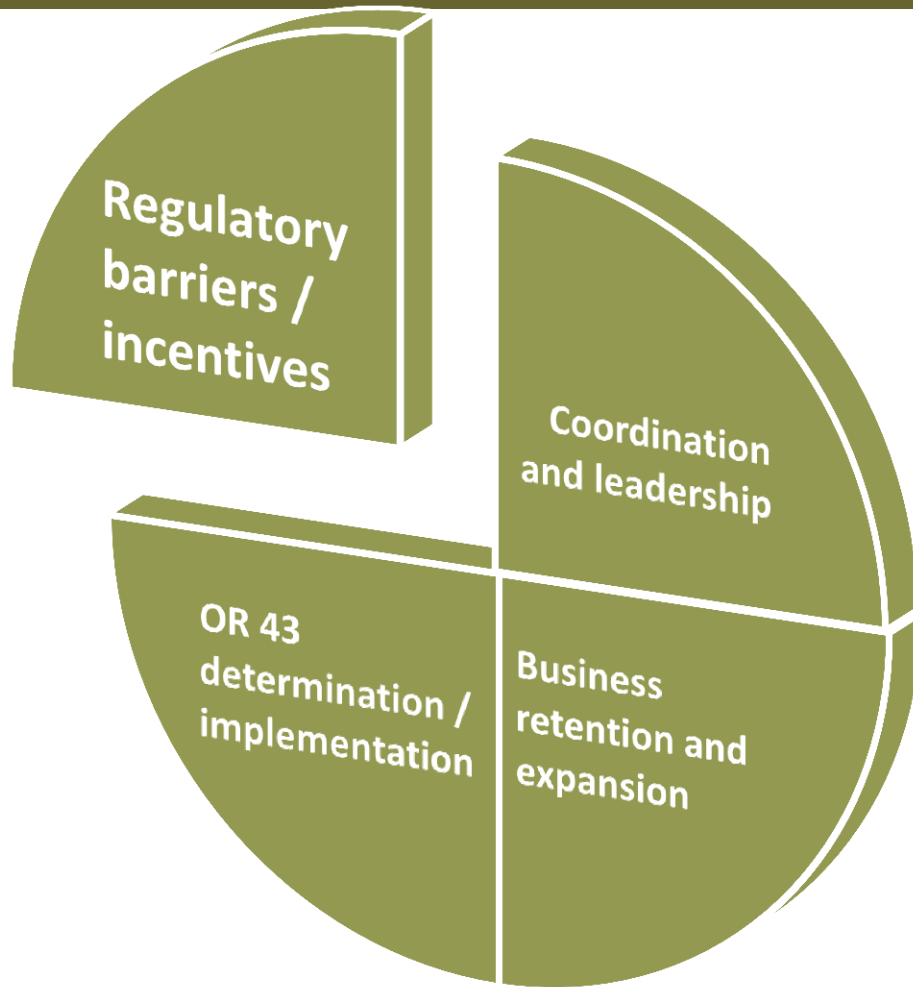 Regulatory
barriers /
incentives
Coordination
and leadership
OR 43
determination /
implementation
Business
retention and
expansion